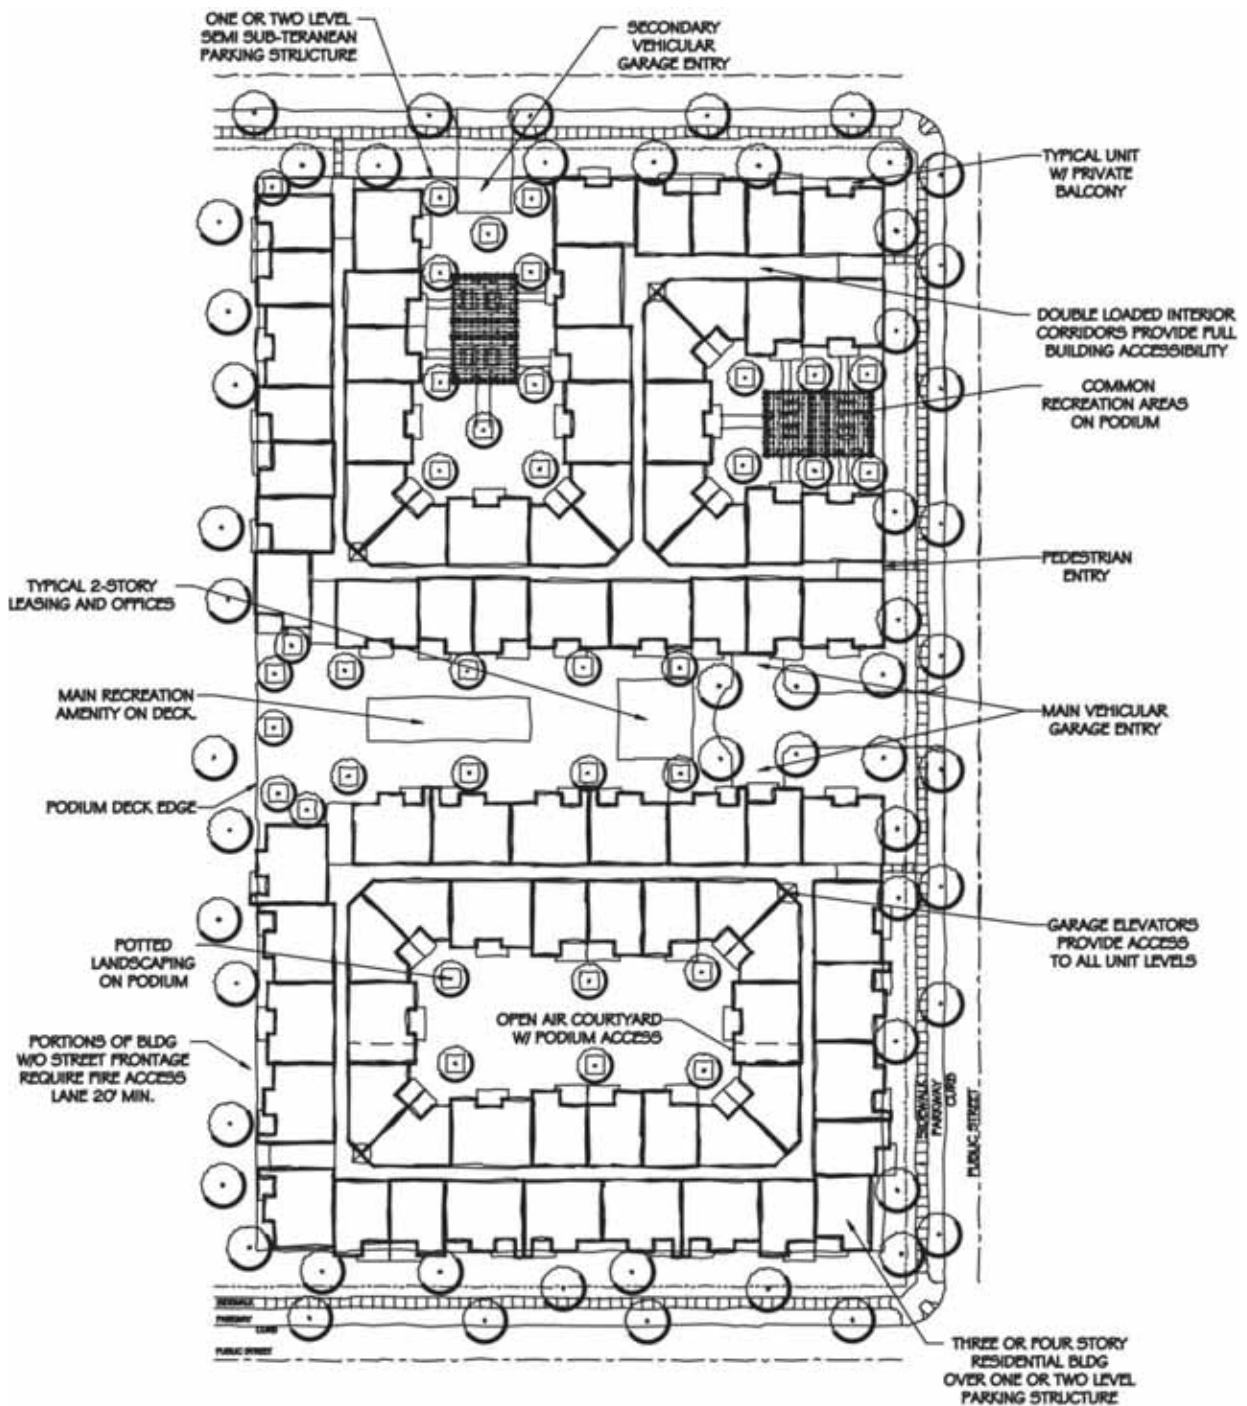 ONE OR TWO LEVEL
SEMI SUB-TERANEAN
PARKING STRUCTURE
SECONDARY
VEHICULAR
GARAGE ENTRY
TYPICAL UNIT
W/ PRIVATE
BALCONY
DOUBLE LOADED INTERIOR
CORRIDORS PROVIDE FULL
BUILDING ACCESSIBILITY
COMMON
RECREATION AREAS
ON PODIUM
PEDESTRIAN
ENTRY
TYPICAL 2-STORY
LEASING AND OFFICES
MAIN RECREATION
AMENITY ON DECK.
MAIN VEHICULAR
GARAGE ENTRY
PODIUM DECK EDGE
POTTED
LANDSCAPING
ON PODIUM
GARAGE ELEVATORS
PROVIDE ACCESS
TO ALL UNIT LEVELS
OPEN AIR COURTYARD
W/ PODIUM ACCESS
PORTIONS OF BLDG
W/O STREET FRONTAGE
REQUIRE FIRE ACCESS
LANE 20' MIN.
SIDEWALK
PARKWAY
CURB
PUBLIC STREET
SIDEWALK
PARKWAY
CURB
PUBLIC STREET
THREE OR FOUR STORY
RESIDENTIAL BLDG
OVER ONE OR TWO LEVEL
PARKING STRUCTURE